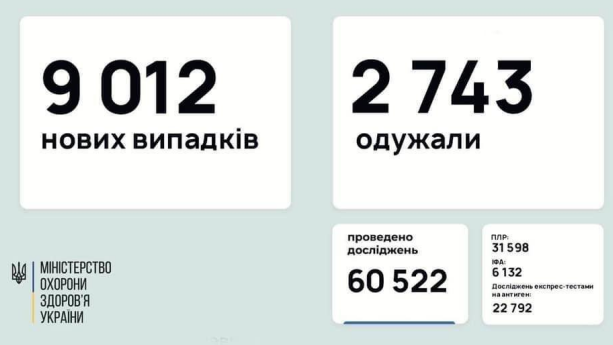 9 012
нових випадків
2 743
одужали
проведено
досліджень
60 522
ПЛР:
31 598
ІФА:
6 132
Досліджень експрес-тестами
на антиген:
22 792
МІНІСТЕРСТВО
ОХОРОНИ
ЗДОРОВ'Я
УКРАЇНИ